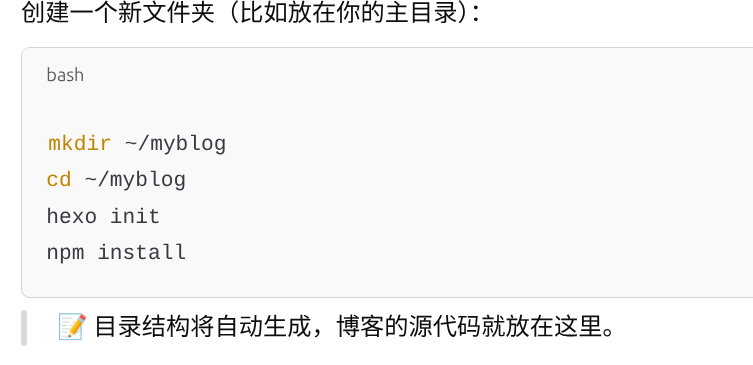 创建一个新文件夹（比如放在你的主目录）：
bash
mkdir ~/myblog
cd ~/myblog
hexo init
npm install
📝 目录结构将自动生成，博客的源代码就放在这里。